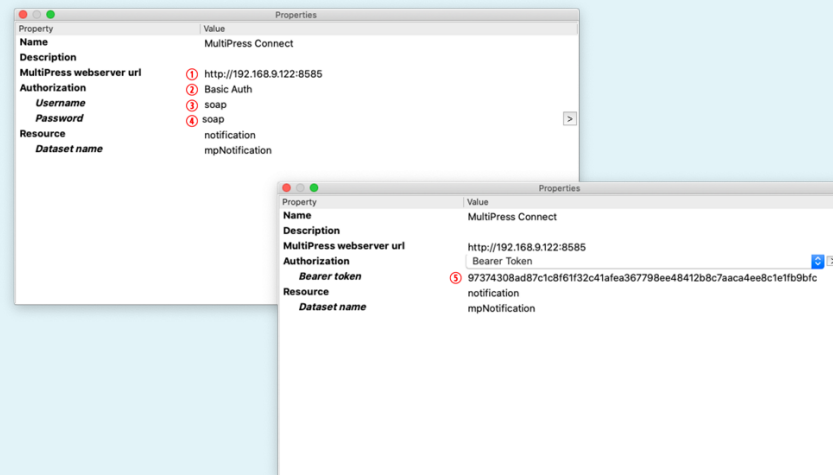 Properties
Property Value
Name MultiPress Connect
Description
MultiPress webserver url ① http://192.168.9.122:8585
Authorization ② Basic Auth
Username ③ soap
Password ④ soap >
Resource notification
Dataset name mpNotification
Properties
Property Value
Name MultiPress Connect
Description
MultiPress webserver url http://192.168.9.122:8585
Authorization Bearer Token
Bearer token ⑤ 97374308ad87c1c8f61f32c41afea367798ee48412b8c7aaca4ee8c1e1fb9bfc
Resource notification
Dataset name mpNotification